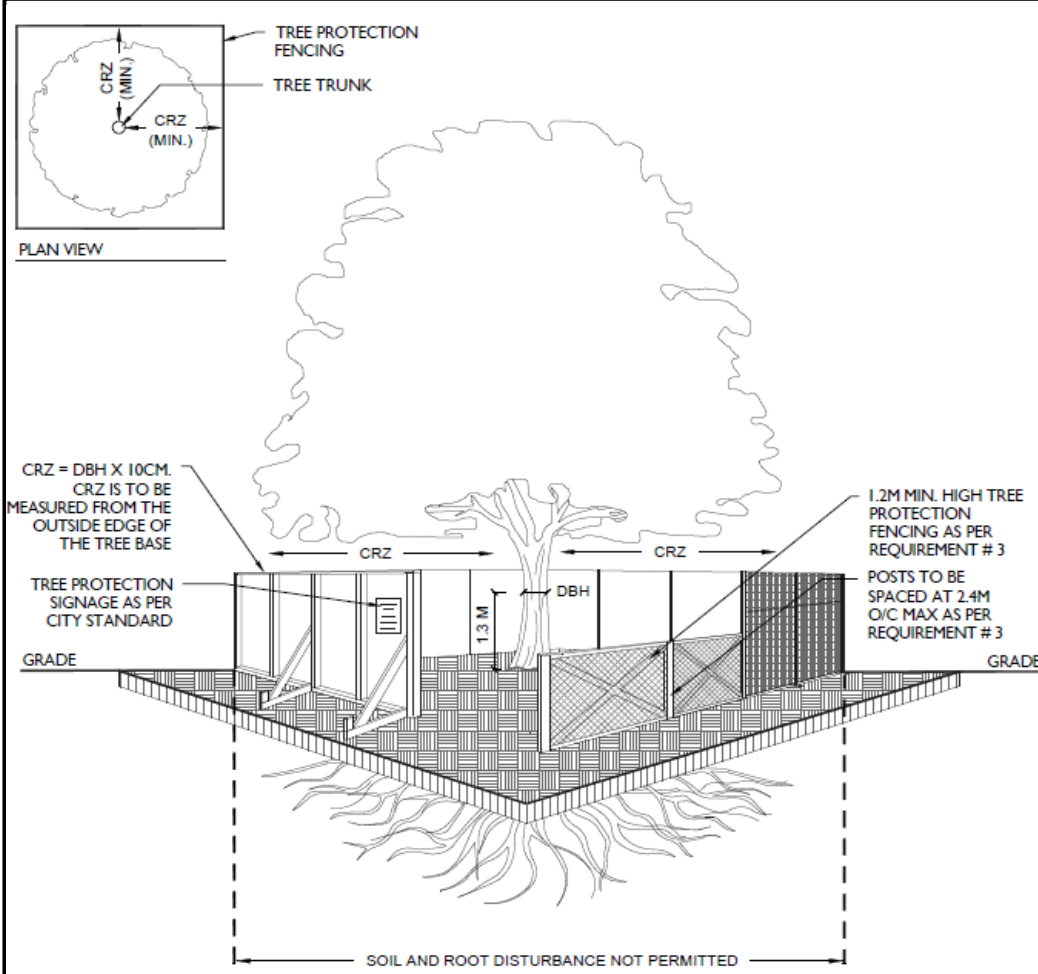 TREE PROTECTION
FENCING
TREE TRUNK
CRZ
(MIN.)
CRZ
(MIN.)
PLAN VIEW
CRZ = DBH X 10CM.
CRZ IS TO BE
MEASURED FROM THE
OUTSIDE EDGE OF
THE TREE BASE
TREE PROTECTION
SIGNAGE AS PER
CITY STANDARD
GRADE
CRZ
CRZ
DBH
1.3 M
1.2M MIN. HIGH TREE
PROTECTION
FENCING AS PER
REQUIREMENT # 3
POSTS TO BE
SPACED AT 2.4M
O/C MAX AS PER
REQUIREMENT # 3
GRADE
SOIL AND ROOT DISTURBANCE NOT PERMITTED